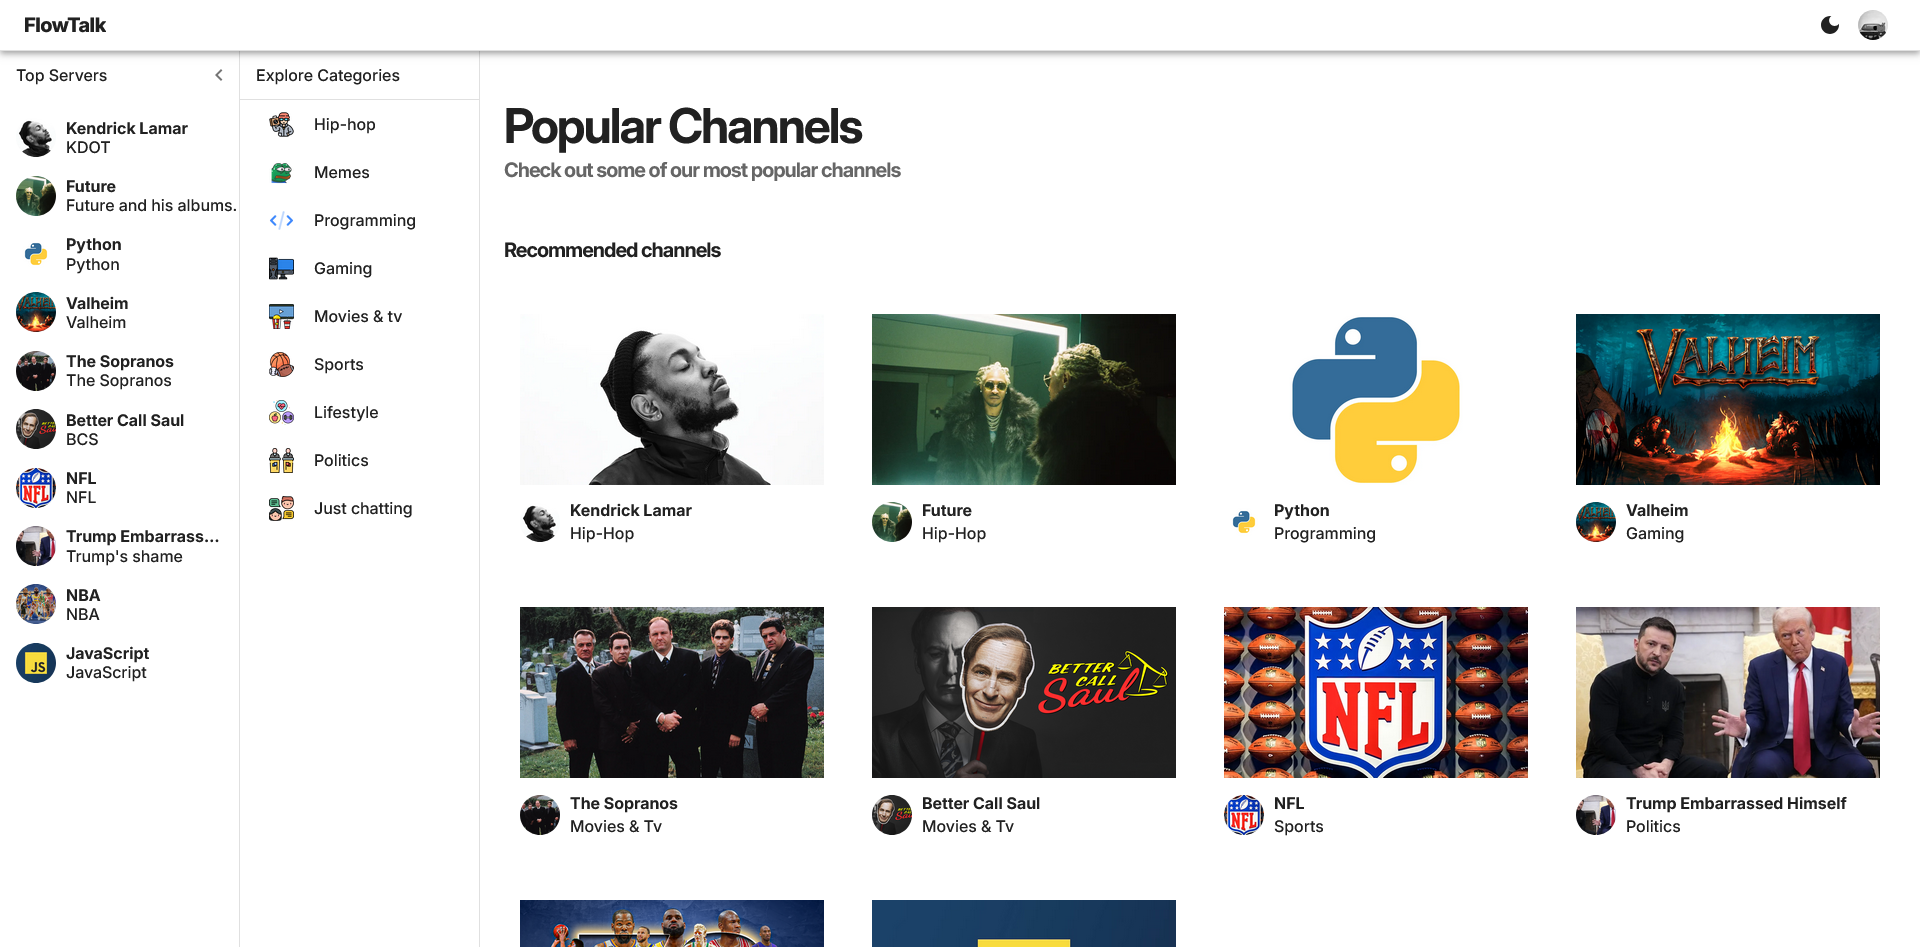 FlowTalk
Top Servers
Kendrick Lamar
KDOT
Future
Future and his albums.
Python
Python
Valheim
Valheim
The Sopranos
The Sopranos
Better Call Saul
BCS
NFL
NFL
Trump Embarrass...
Trump's shame
NBA
NBA
JS
JavaScript
JavaScript
Explore Categories
Hip-hop
Memes
Programming
Gaming
Movies & tv
Sports
Lifestyle
Politics
Just chatting
Popular Channels
Check out some of our most popular channels
Recommended channels
VALHEIM
Kendrick Lamar
Hip-Hop
Future
Hip-Hop
Python
Programming
Valheim
Gaming
BETTER
CALL
Saul
NFL
The Sopranos
Movies & Tv
Better Call Saul
Movies & Tv
NFL
Sports
Trump Embarrassed Himself
Politics